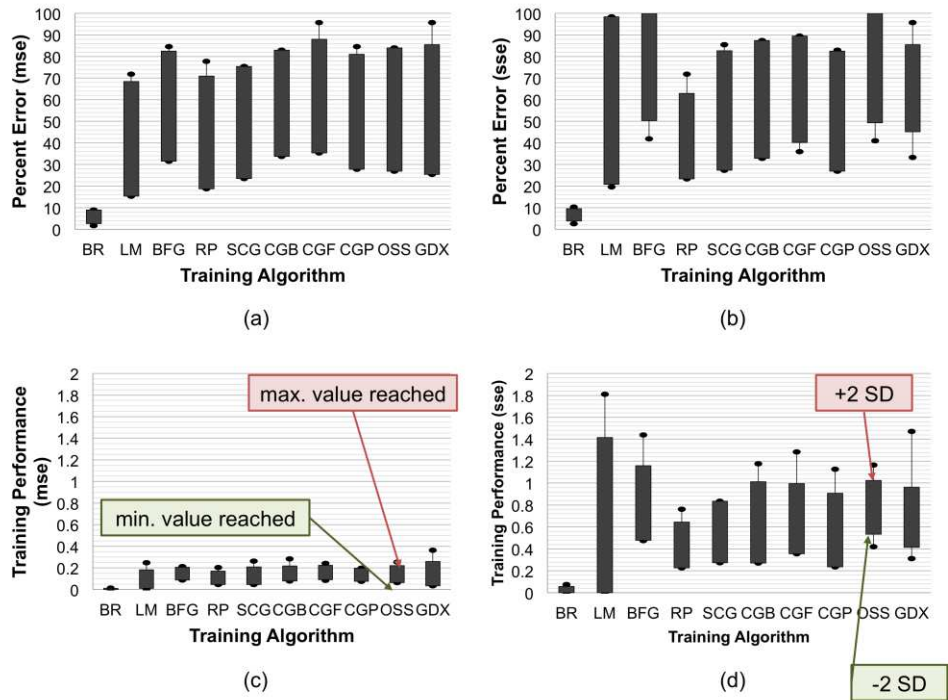 Percent Error (mse)
100
90
80
70
60
50
40
30
20
10
0
BR LM BFG RP SCG CGB CGF CGP OSS GDX
Training Algorithm
(a)
Percent Error (sse)
100
90
80
70
60
50
40
30
20
10
0
BR LM BFG RP SCG CGB CGF CGP OSS GDX
Training Algorithm
(b)
Training Performance
(mse)
2
1.8
1.6
1.4
1.2
1
0.8
0.6
0.4
0.2
0
max. value reached
min. value reached
BR LM BFG RP SCG CGB CGF CGP OSS GDX
Training Algorithm
(c)
Training Performance (sse)
2
1.8
1.6
1.4
1.2
1
0.8
0.6
0.4
0.2
0
+2 SD
BR LM BFG RP SCG CGB CGF CGP OSS GDX
Training Algorithm
(d)
-2 SD